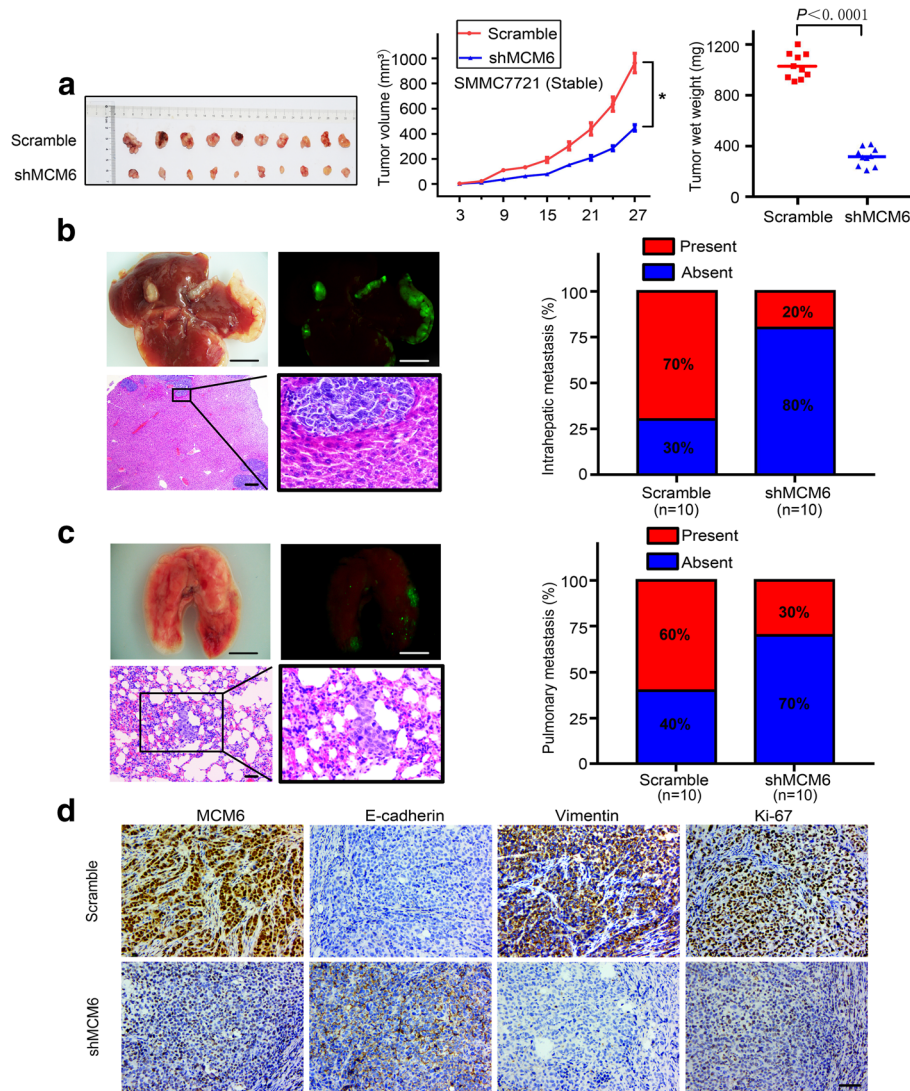 a
Scramble
shMCM6
Scramble
shMCM6
SMMC7721 (Stable)
Tumor volume (mm³)
1000
800
600
400
200
0
3 9 15 21 27
*
P<0.0001
Tumor wet weight (mg)
1200
800
400
0
Scramble shMCM6
b
Present
Absent
Intrahepatic metastasis (%)
100
75
50
25
0
70%
30%
20%
80%
Scramble shMCM6
(n=10) (n=10)
c
Present
Absent
Pulmonary metastasis (%)
100
75
50
25
0
60%
40%
30%
70%
Scramble shMCM6
(n=10) (n=10)
d
MCM6 E-cadherin Vimentin Ki-67
Scramble
shMCM6